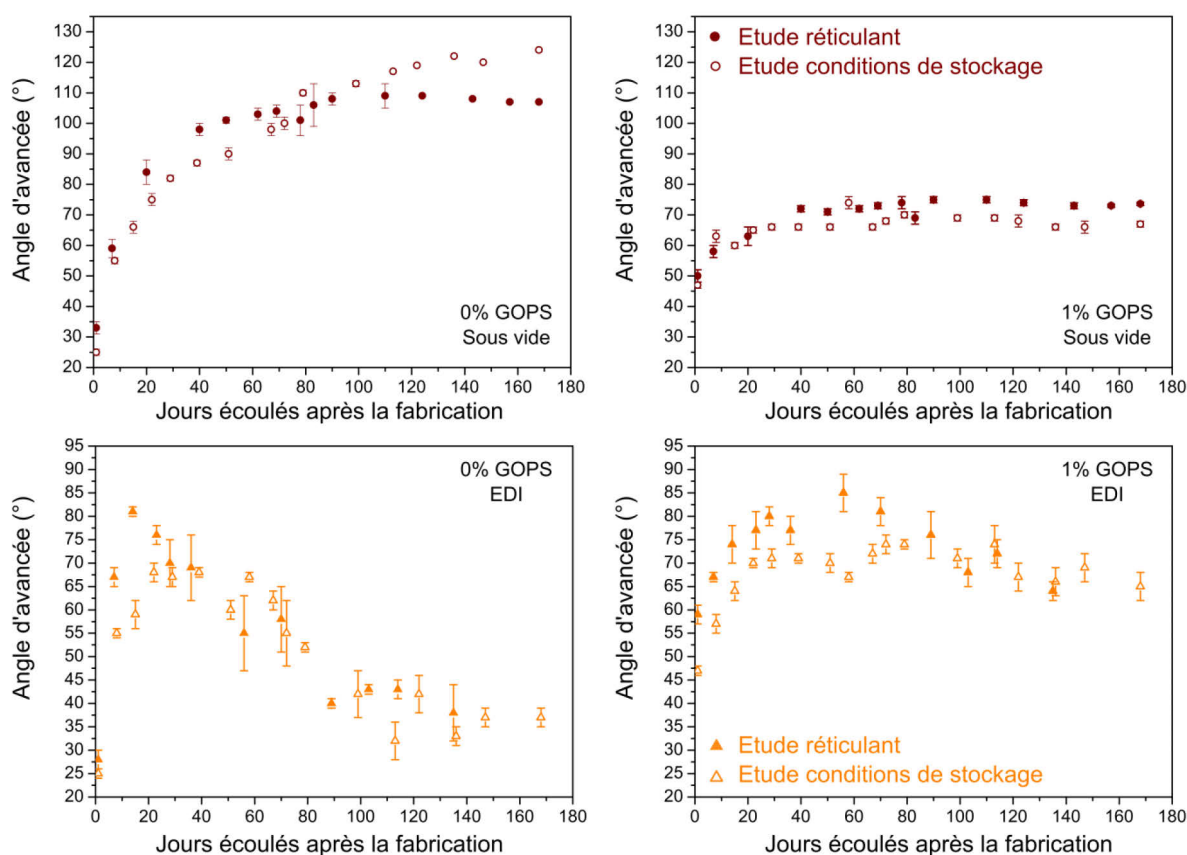 130
120
110
100
90
80
70
60
50
40
30
20
Angle d'avancée (°)
0% GOPS
Sous vide
0 20 40 60 80 100 120 140 160 180
Jours écoulés après la fabrication
130
120
110
100
90
80
70
60
50
40
30
20
Angle d'avancée (°)
Etude réticulant
Etude conditions de stockage
1% GOPS
Sous vide
0 20 40 60 80 100 120 140 160 180
Jours écoulés après la fabrication
95
90
85
80
75
70
65
60
55
50
45
40
35
30
25
20
Angle d'avancée (°)
0% GOPS
EDI
0 20 40 60 80 100 120 140 160 180
Jours écoulés après la fabrication
95
90
85
80
75
70
65
60
55
50
45
40
35
30
25
20
Angle d'avancée (°)
1% GOPS
EDI
Etude réticulant
Etude conditions de stockage
0 20 40 60 80 100 120 140 160 180
Jours écoulés après la fabrication